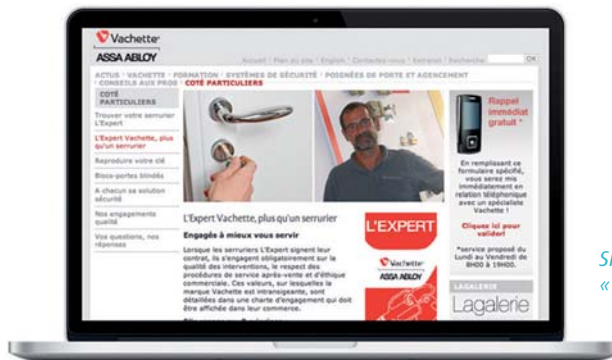 Vachette
ASSA ABLOY
Accueil | Plan du site | English | Contactez-nous | Extranet | Recherche OK
ACTUS | VACHETTE | FORMATION | SYSTÈMES DE SÉCURITÉ | POIGNÉES DE PORTE ET AGENCEMENT
CONSEILS AUX PROS | COTÉ PARTICULIERS
COTÉ
PARTICULIERS
Trouver votre serrurier
L'Expert
L'Expert Vachette, plus
qu'un serrurier
Reproduire votre clé
Blocs-portes blindés
A chacun sa solution
sécurité
Nos engagements
qualité
Vos questions, nos
réponses
L'Expert Vachette, plus qu'un serrurier
Engagés à mieux vous servir
Lorsque les serruriers L'Expert signent leur
contrat, ils s'engagent obligatoirement sur la
qualité des interventions, le respect des
procédures de service après-vente et d'éthique
commerciale. Ces valeurs, sur lesquelles la
marque Vachette est intransigeante, sont
détaillées dans une charte d'engagement qui doit
être affichée dans leur commerce.
L'EXPERT
Vachette
ASSA ABLOY
Rappel
immédiat
gratuit *
En remplissant ce
formulaire spécifié,
vous serez mis
immédiatement en
relation téléphonique
avec un spécialiste
Vachette !
Cliquez ici pour
valider!
*service proposé du
Lundi au Vendredi de
8H00 à 19H00.
LAGALERIE
Lagalerie
«